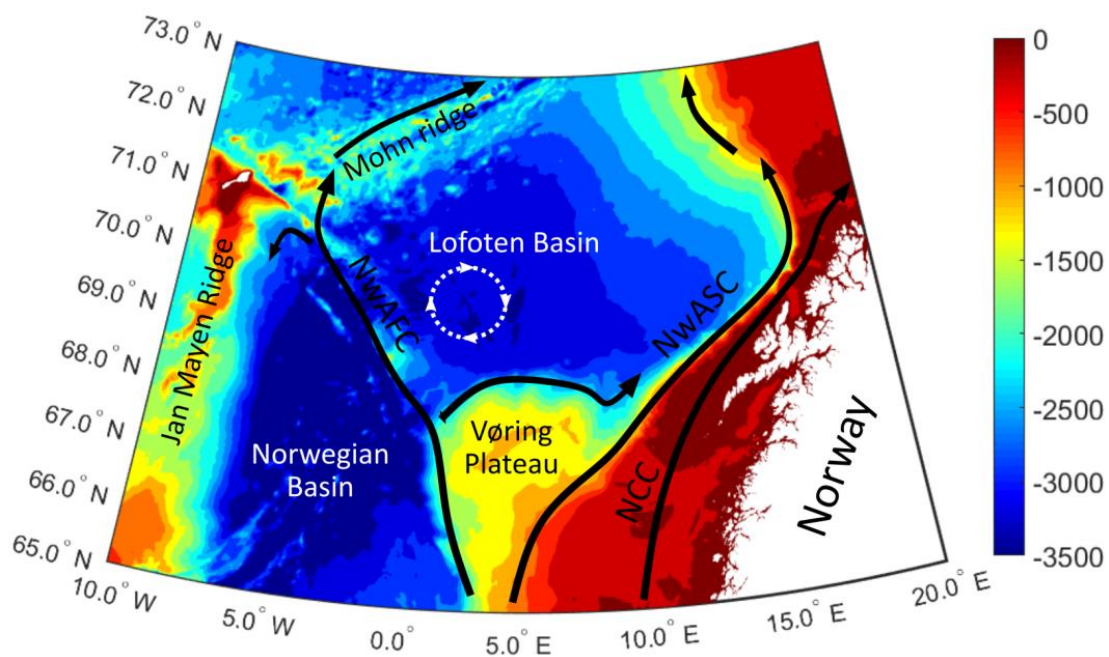 73.0° N
72.0° N
71.0° N
70.0° N
69.0° N
68.0° N
67.0° N
66.0° N
65.0° N
10.0° W
5.0° W
0.0° E
5.0° E
10.0° E
15.0° E
20.0° E
Mohn ridge
Jan Mayen Ridge
Lofoten Basin
NwAFC
NwASC
Vøring
Plateau
Norwegian
Basin
NCC
Norway
0
-500
-1000
-1500
-2000
-2500
-3000
-3500